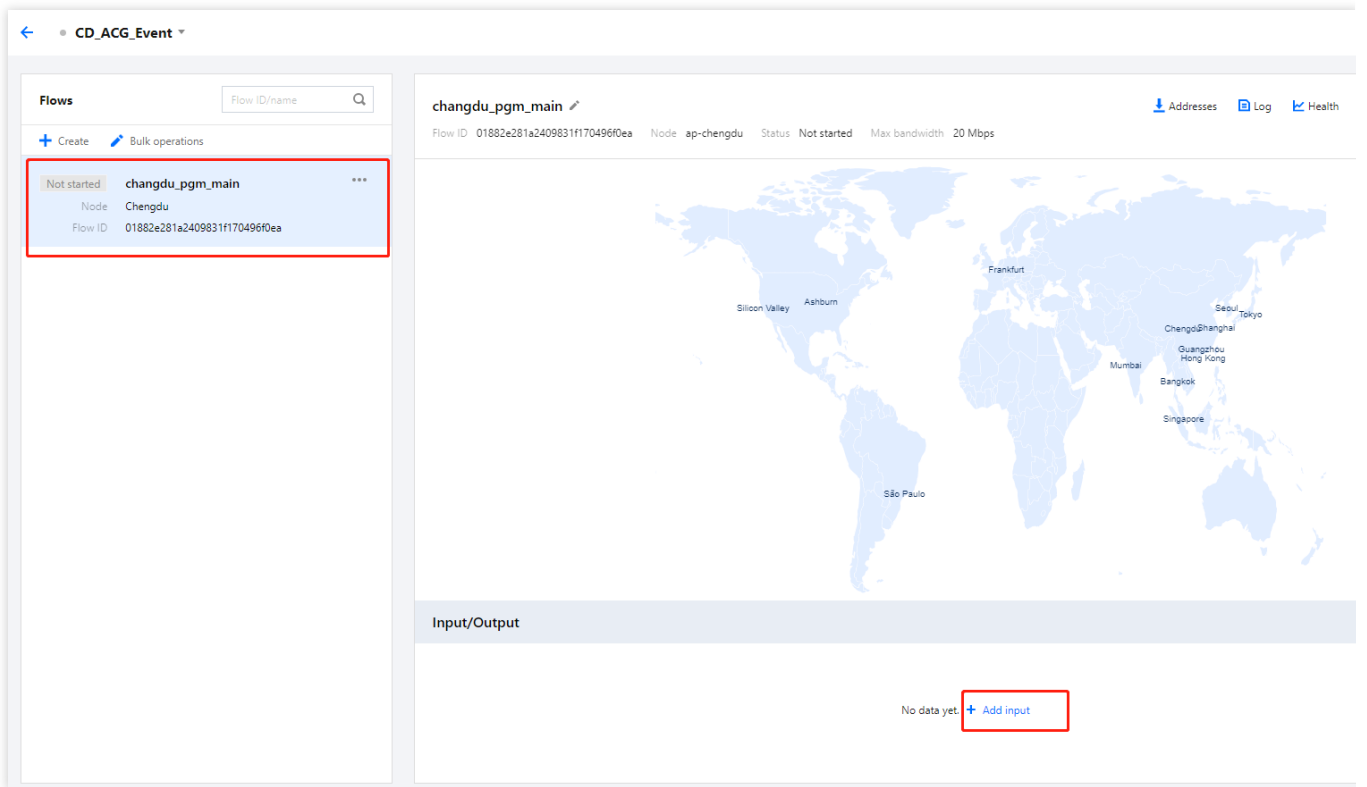 CD_ACG_Event
Flows
Flow ID/name
Create
Bulk operations
Not started changdu_pgm_main
Node Chengdu
Flow ID 01882e281a2409831f170496f0ea
changdu_pgm_main
Addresses Log Health
Flow ID 01882e281a2409831f170496f0ea Node ap-chengdu Status Not started Max bandwidth 20 Mbps
Frankfurt
Silicon Valley
Ashburn
Seoul
Tokyo
Chengdu
Shanghai
Guangzhou
Hong Kong
Mumbai
Bangkok
Singapore
São Paulo
Input/Output
No data yet. + Add input